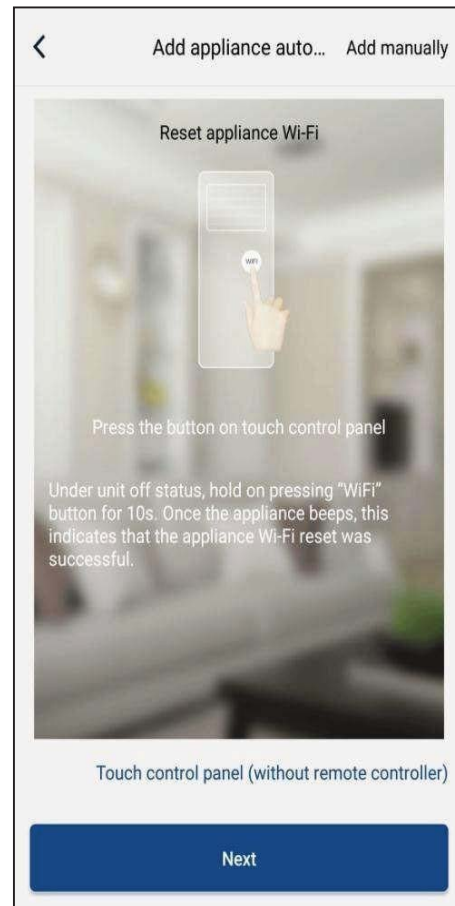 Add appliance auto... Add manually
Reset appliance Wi-Fi
WiFi
Press the button on touch control panel
Under unit off status, hold on pressing “WiFi”
button for 10s. Once the appliance beeps, this
indicates that the appliance Wi-Fi reset was
successful.
Touch control panel (without remote controller)
Next